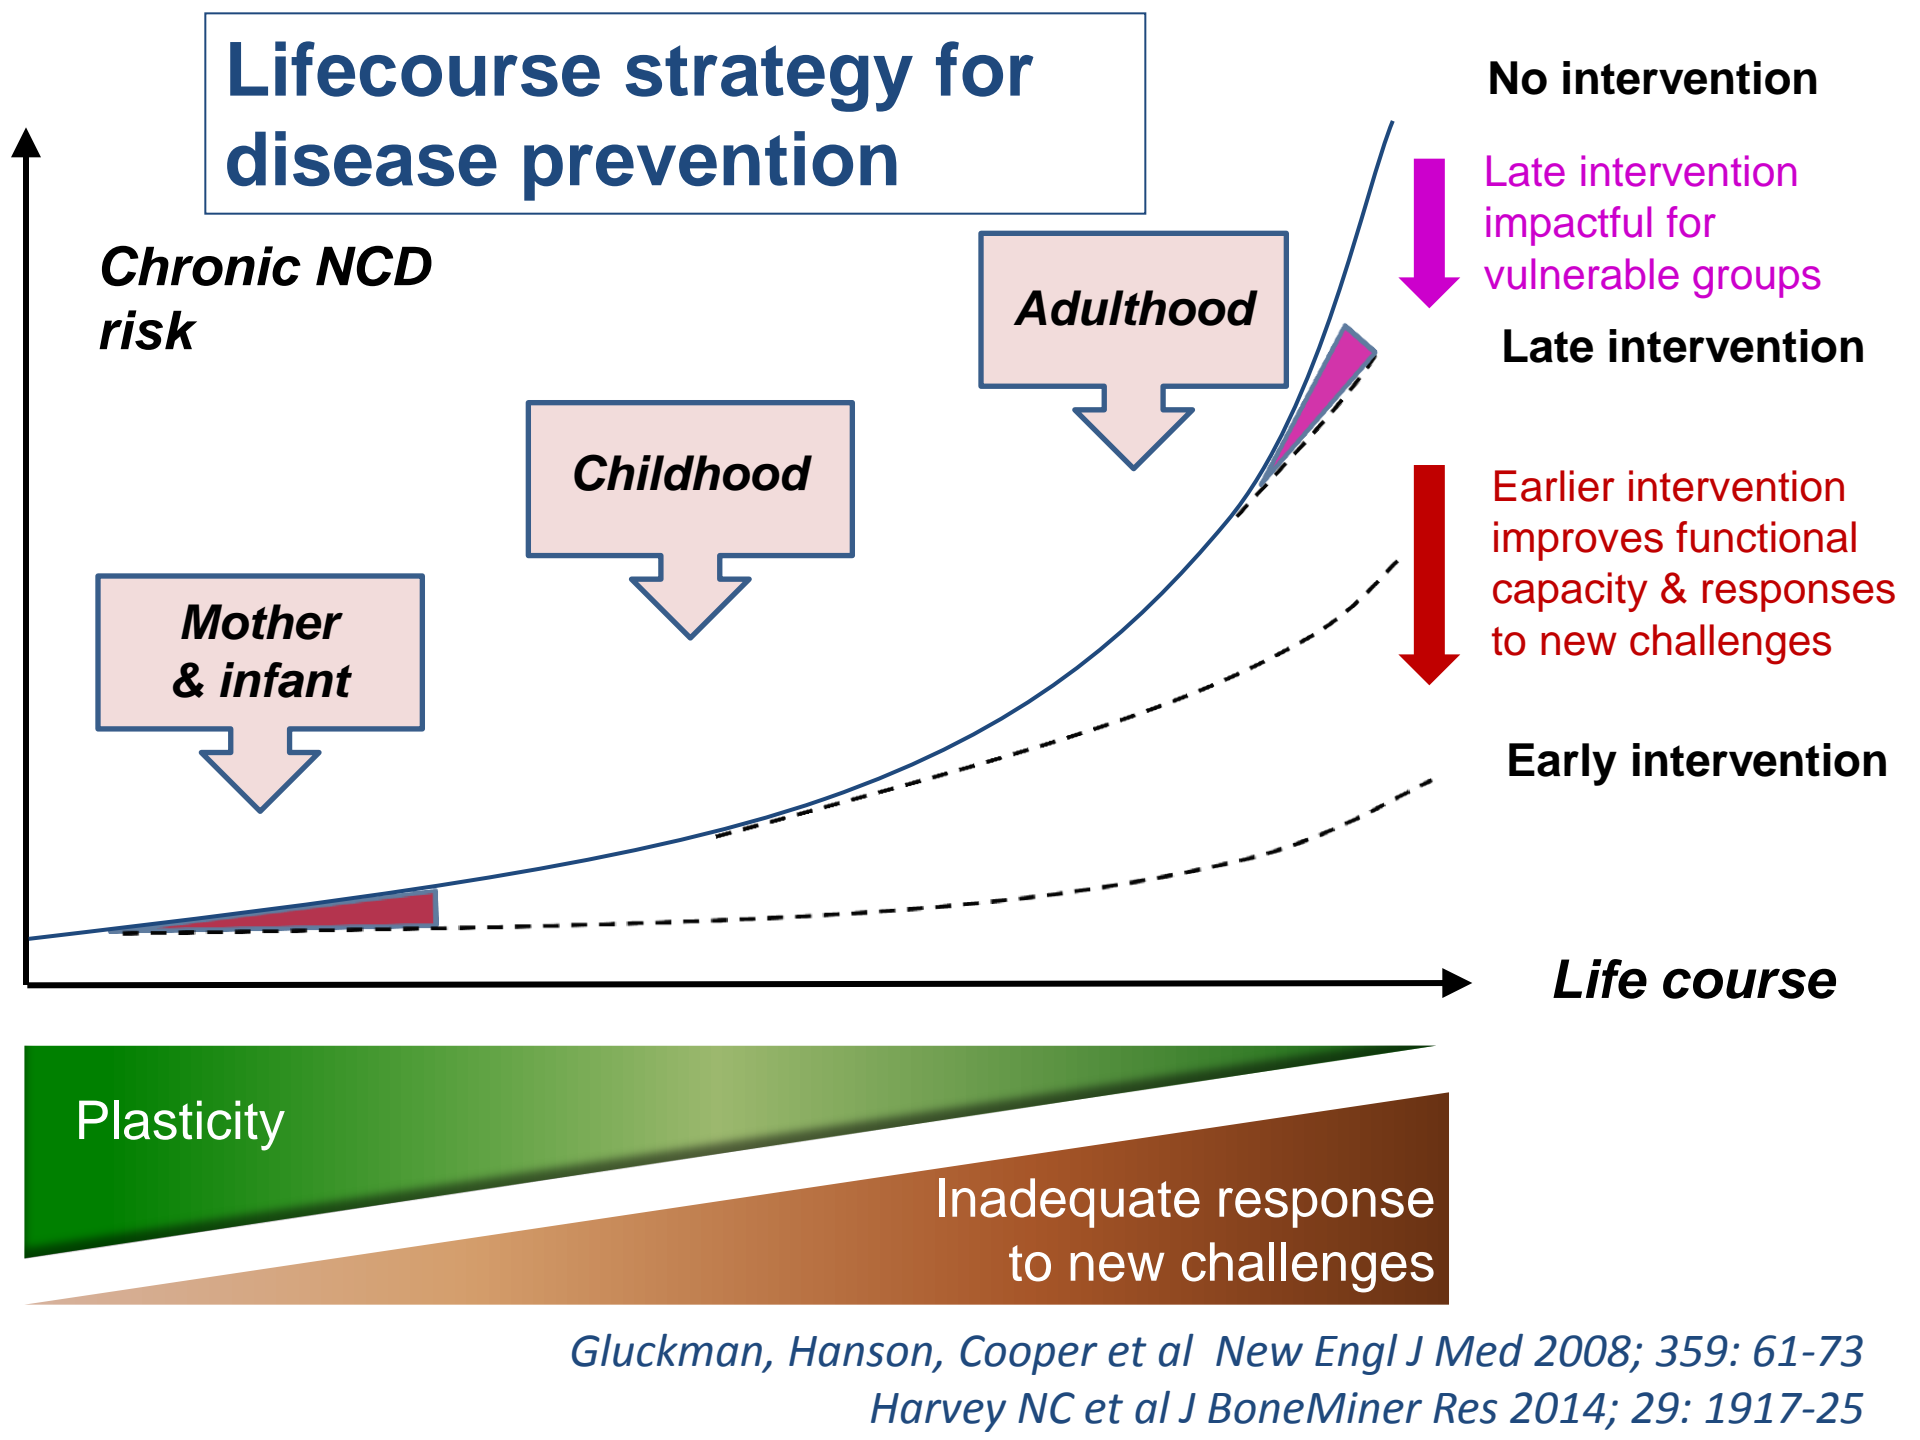 Lifecourse strategy for
disease prevention
No intervention
Late intervention
impactful for
vulnerable groups
Chronic NCD
risk
Adulthood
Late intervention
Childhood
Earlier intervention
improves functional
capacity & responses
to new challenges
Mother
& infant
Early intervention
Life course
Plasticity
Inadequate response
to new challenges
Gluckman, Hanson, Cooper et al  New Engl J Med 2008; 359: 61-73
Harvey NC et al J BoneMiner Res 2014; 29: 1917-25